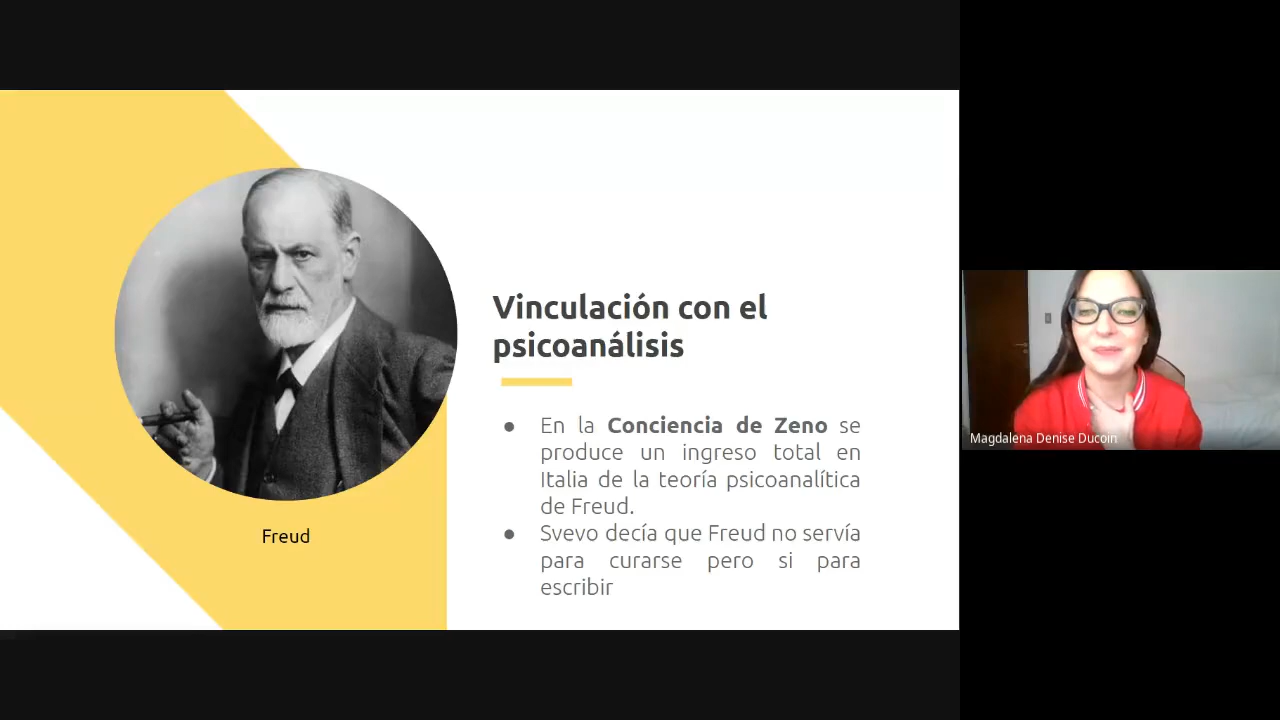 Freud
Vinculación con el
psicoanálisis
● En la Conciencia de Zeno se
produce un ingreso total en
Italia de la teoría psicoanalítica
de Freud.
● Svevo decía que Freud no servía
para curarse pero si para
escribir
Magdalena Denise Ducoin